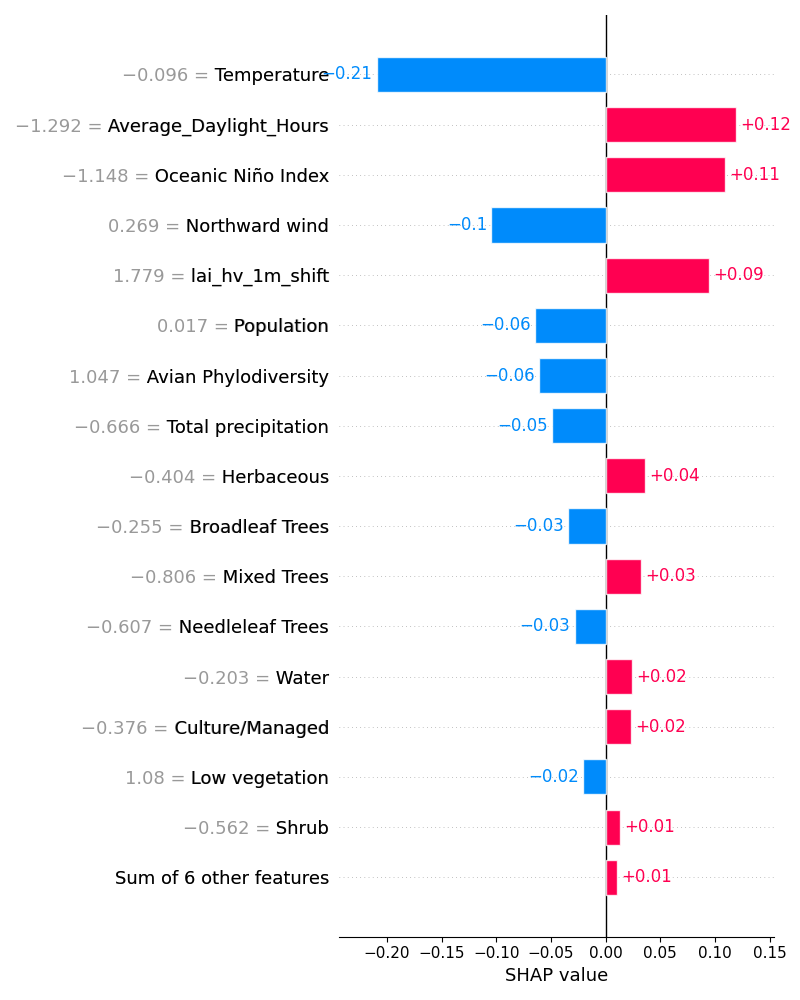 −0.096 = Temperature −0.21
−1.292 = Average_Daylight_Hours +0.12
−1.148 = Oceanic Niño Index +0.11
0.269 = Northward wind −0.1
1.779 = lai_hv_1m_shift +0.09
0.017 = Population −0.06
1.047 = Avian Phylodiversity −0.06
−0.666 = Total precipitation −0.05
−0.404 = Herbaceous +0.04
−0.255 = Broadleaf Trees −0.03
−0.806 = Mixed Trees +0.03
−0.607 = Needleleaf Trees −0.03
−0.203 = Water +0.02
−0.376 = Culture/Managed +0.02
1.08 = Low vegetation −0.02
−0.562 = Shrub +0.01
Sum of 6 other features +0.01
−0.20 −0.15 −0.10 −0.05 0.00 0.05 0.10 0.15
SHAP value